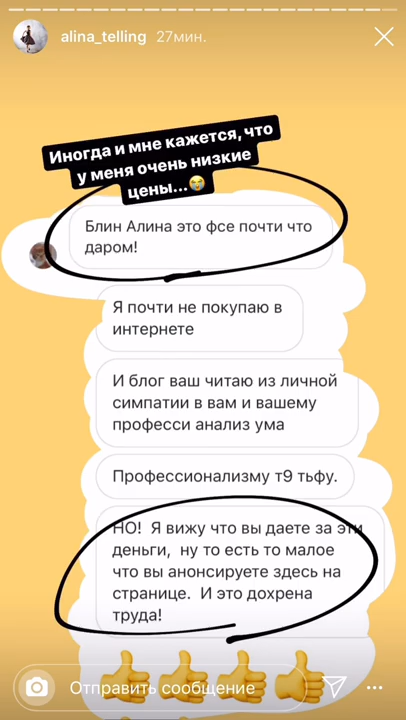 alina_telling 27мин.
Иногда и мне кажется, что
у меня очень низкие
цены...😭
Блин Алина это фсе почти что
даром!
Я почти не покупаю в
интернете
И блог ваш читаю из личной
симпатии в вам и вашему
професси анализ ума
Профессионализму т9 тьфу.
НО! Я вижу что вы даете за эти
деньги, ну то есть то малое
что вы анонсируете здесь на
странице. И это дохрена
труда!
👍👍👍👍
Отправить сообщение